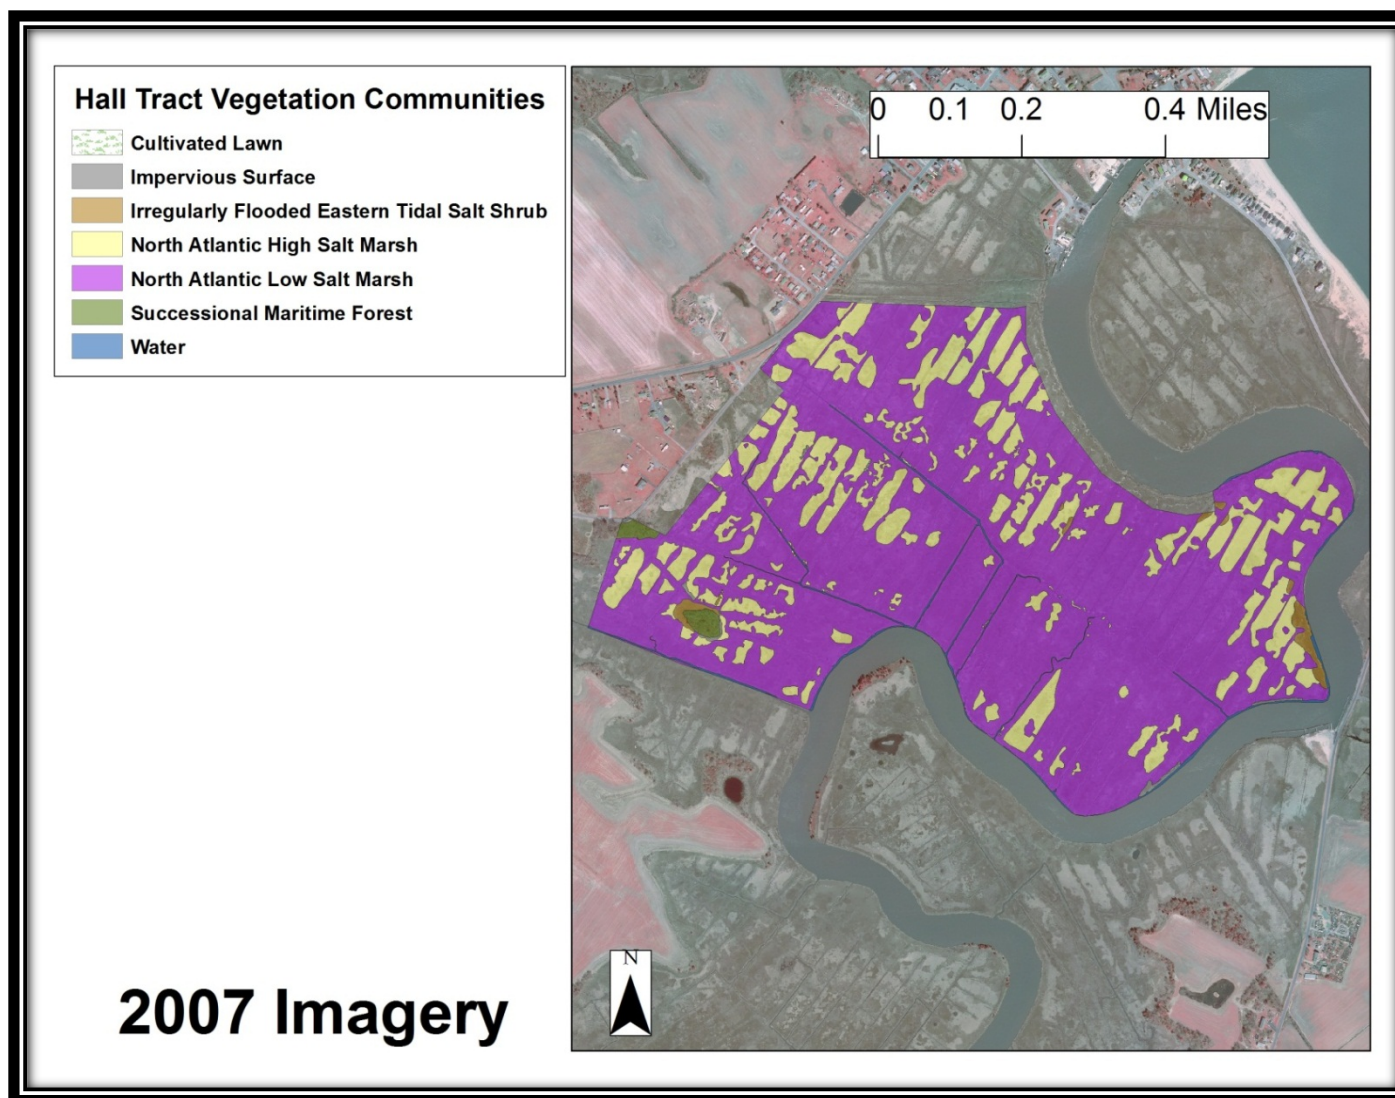 Hall Tract Vegetation Communities
Cultivated Lawn
Impervious Surface
Irregularly Flooded Eastern Tidal Salt Shrub
North Atlantic High Salt Marsh
North Atlantic Low Salt Marsh
Successional Maritime Forest
Water
0 0.1 0.2 0.4 Miles
N
2007 Imagery